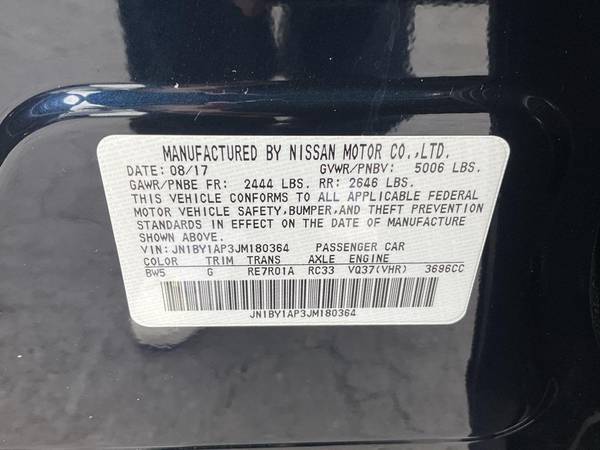 MANUFACTURED BY NISSAN MOTOR CO.,LTD.
DATE: 08/17 GVWR/PNBV: 5006 LBS.
GAWR/PNBE FR: 2444 LBS. RR: 2646 LBS.
THIS VEHICLE CONFORMS TO ALL APPLICABLE FEDERAL
MOTOR VEHICLE SAFETY,BUMPER,AND THEFT PREVENTION
STANDARDS IN EFFECT ON THE DATE OF MANUFACTURE
SHOWN ABOVE.
VIN: JN1BY1AP3JM180364 PASSENGER CAR
COLOR TRIM TRANS AXLE ENGINE
BW5 G RE7R01A RC33 VQ37(VHR) 3696CC
JN1BY1AP3JM180364